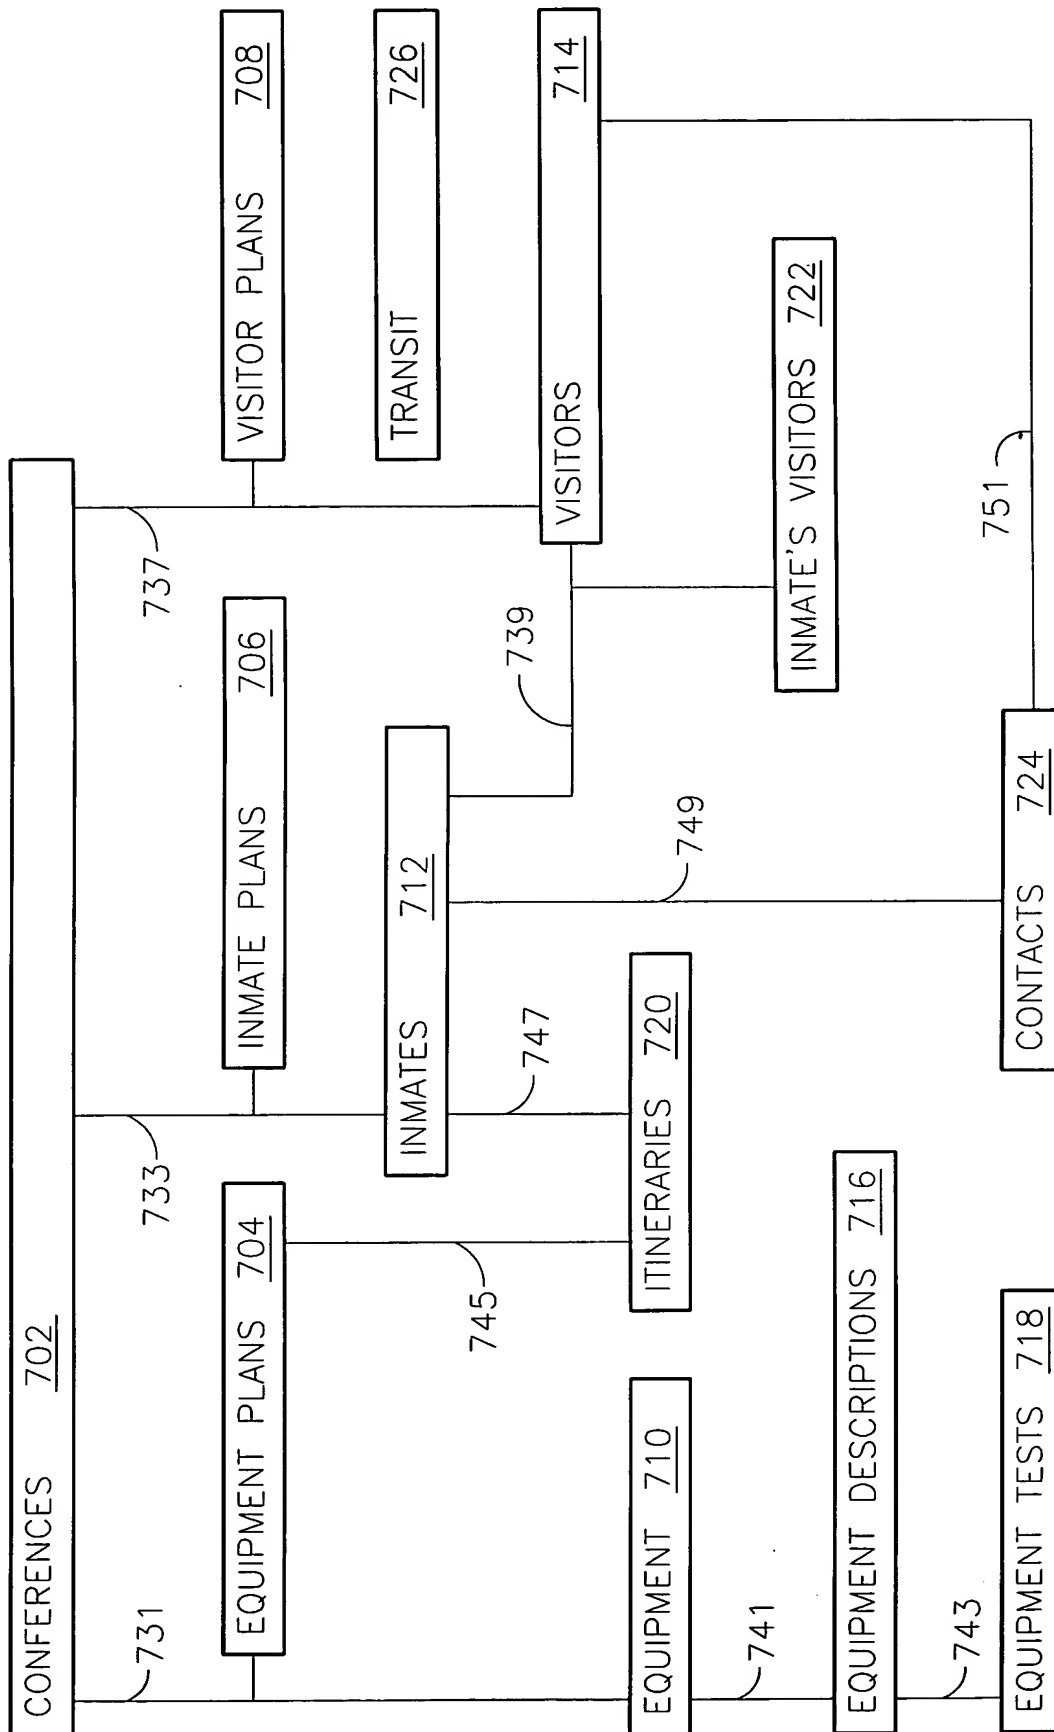 CONFERENCES 702
731
733
737
EQUIPMENT PLANS 704
INMATE PLANS 706
VISITOR PLANS 708
TRANSIT 726
INMATES 712
745
747
739
VISITORS 714
EQUIPMENT 710
ITINERARIES 720
749
741
INMATE'S VISITORS 722
EQUIPMENT DESCRIPTIONS 716
743
751
EQUIPMENT TESTS 718
CONTACTS 724